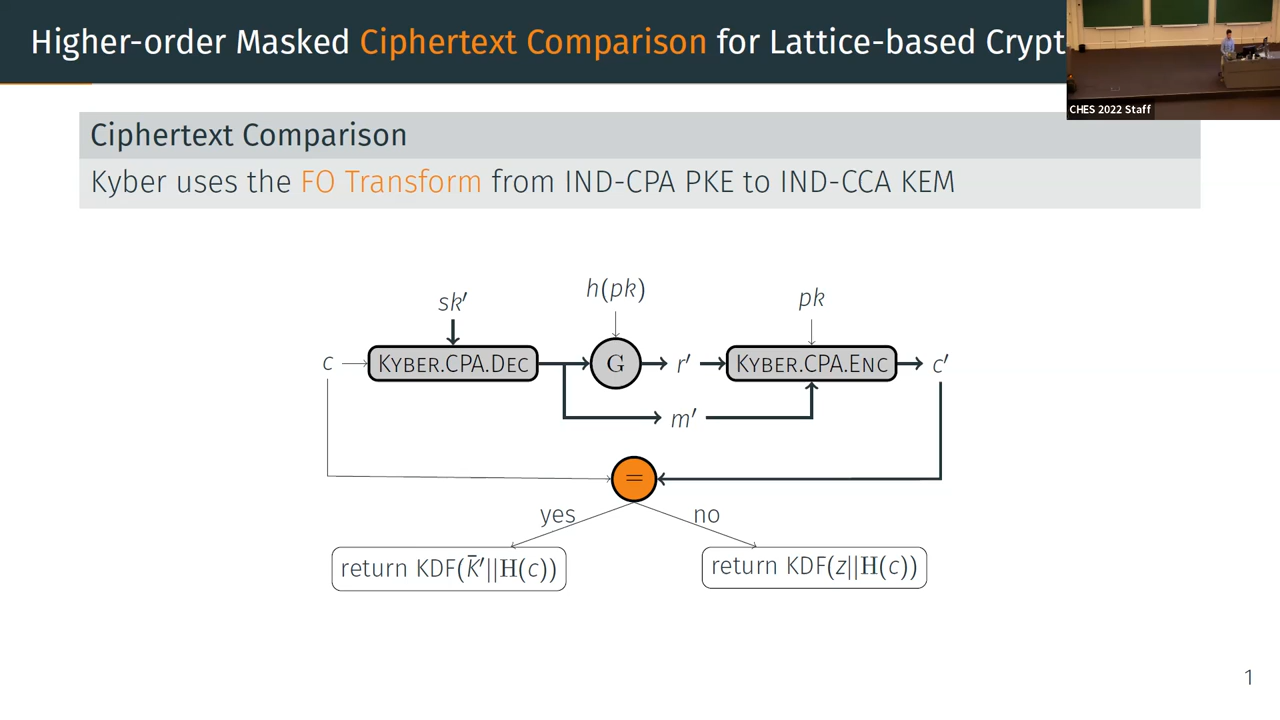 Higher-order Masked Ciphertext Comparison for Lattice-based Crypt
CHES 2022 Staff
Ciphertext Comparison
Kyber uses the FO Transform from IND-CPA PKE to IND-CCA KEM
sk′
h(pk)
pk
c
KYBER.CPA.DEC
G
r′
KYBER.CPA.ENC
c′
m′
=
yes
no
return KDF(K̄′||H(c))
return KDF(z||H(c))
1